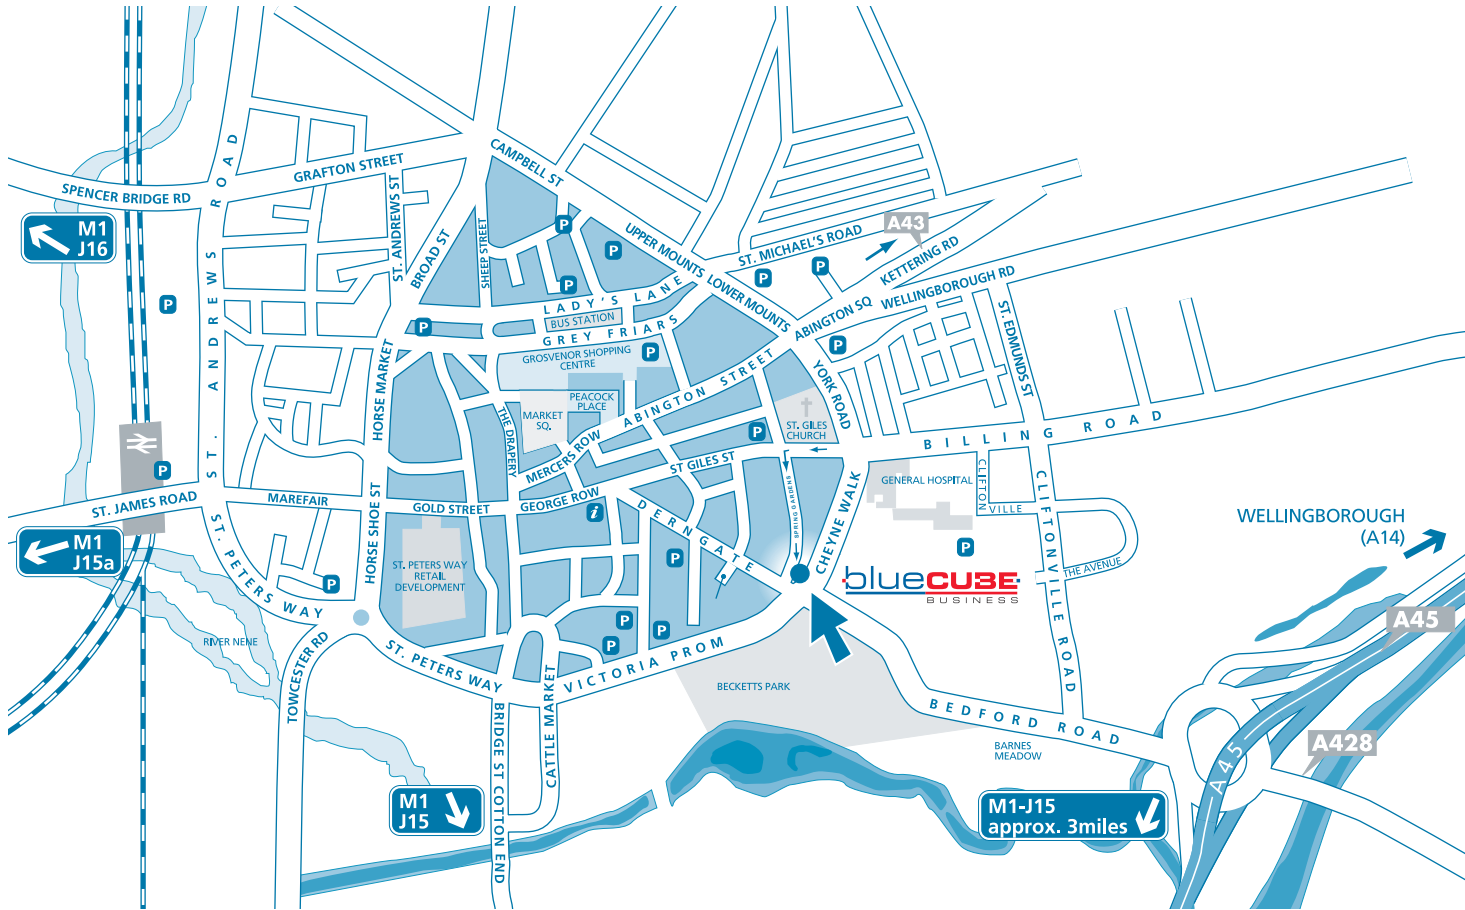 CAMPBELL ST
GRAFTON STREET
SPENCER BRIDGE RD
M1
J16
ST. ANDREWS ROAD
ST. ANDREWS ST
BROAD ST
SHEEP STREET
P
P
UPPER MOUNTS
LOWER MOUNTS
ST. MICHAEL'S ROAD
A43
KETTERING RD
WELLINGBOROUGH RD
ABINGTON SQ
P
P
P
P
P
LADY'S LANE
BUS STATION
GREY FRIARS
P
P
P
GROSVENOR SHOPPING
CENTRE
PEACOCK
PLACE
MARKET
SQ.
HORSE MARKET
THE DRAPERY
MERCERS ROW
ABINGTON STREET
YORK ROAD
ST. EDMUNDS ST
ST. GILES
CHURCH
P
BILLING ROAD
ST GILES ST
P
ST. JAMES ROAD
MAREFAIR
GOLD STREET
GEORGE ROW
i
DERNGATE
SPRING GARDENS
CHEYNE WALK
GENERAL HOSPITAL
CLIFTON
VILLE
CLIFTONVILLE ROAD
THE AVENUE
P
WELLINGBOROUGH
(A14)
M1
J15a
ST. PETERS WAY
HORSE SHOE ST
ST. PETERS WAY
RETAIL
DEVELOPMENT
P
P
blueCUBE
BUSINESS
A45
RIVER NENE
TOWCESTER RD
ST. PETERS WAY
P
P
P
VICTORIA PROM
BECKETTS PARK
BEDFORD ROAD
BARNES
MEADOW
A428
A45
CATTLE MARKET
BRIDGE ST
COTTON END
M1
J15
M1-J15
approx. 3miles